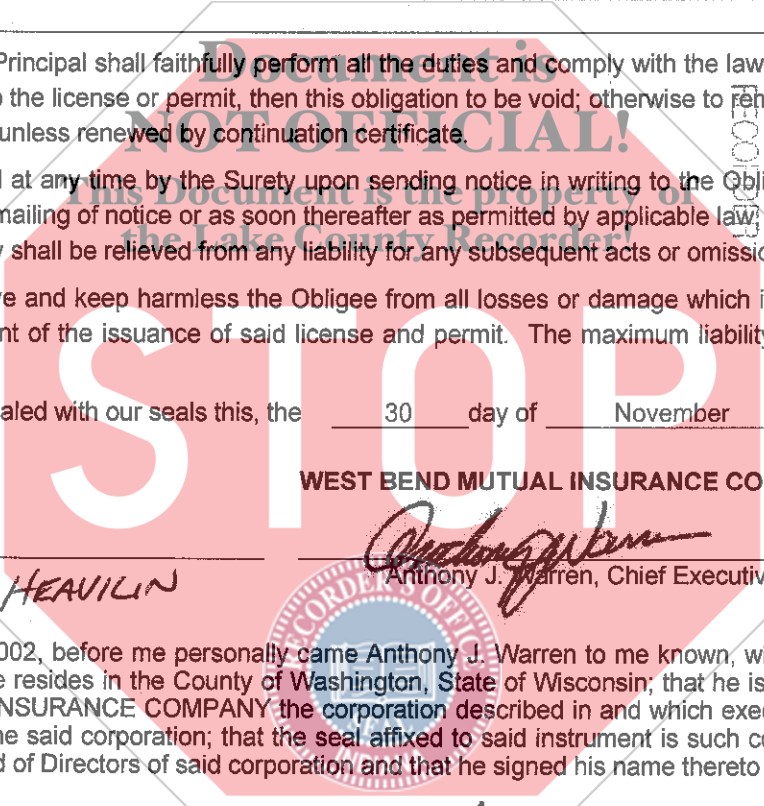 Principal shall faithfully perform all the duties and comply with the law
Document is
the license or permit, then this obligation to be void; otherwise to
RECORDER
unless renewed by continuation certificate.
NOT OFFICIAL!
at any time by the Surety upon sending notice in writing to the
This Document is the property of
mailing of notice or as soon thereafter as permitted by applicable law;
the Lake County Recorder!
shall be relieved from any liability for any subsequent acts or
and keep harmless the Obligee from all losses or damage which
of the issuance of said license and permit. The maximum liability
STOP
with our seals this, the 30 day of November
WEST BEND MUTUAL INSURANCE
Anthony J. Warren
HEAVILIN
Anthony J. Warren, Chief
RECORDER'S OFFICE
002, before me personally came Anthony J. Warren to me known,
resides in the County of Washington, State of Wisconsin; that he is
INSURANCE COMPANY the corporation described in and which
said corporation; that the seal affixed to said instrument is such
of Directors of said corporation and that he signed his name thereto